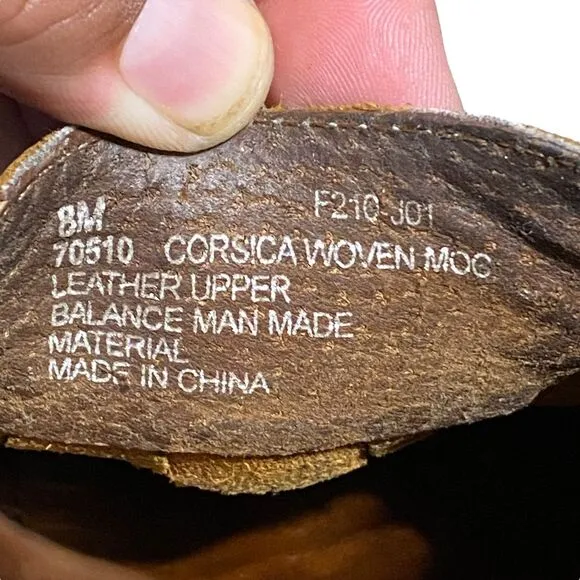 8M F210-J01
70510 CORSICA WOVEN MOC
LEATHER UPPER
BALANCE MAN MADE
MATERIAL
MADE IN CHINA